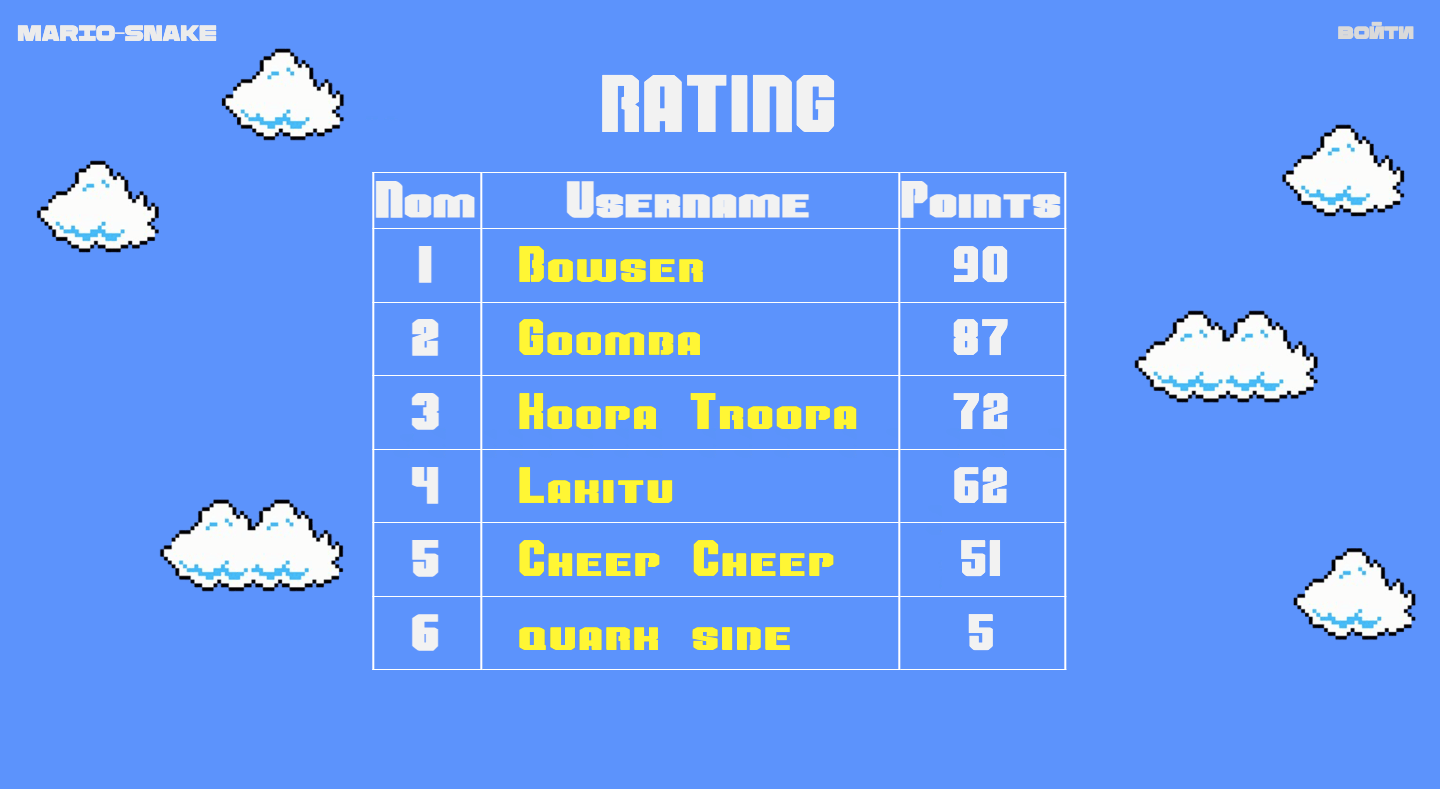 MARIO-SNAKE
ВОЙТИ
RATING
Nom Username Points
1 Bowser 90
2 Goomba 87
3 Koopa Troopa 72
4 Lakitu 62
5 Cheep Cheep 51
6 quark side 5